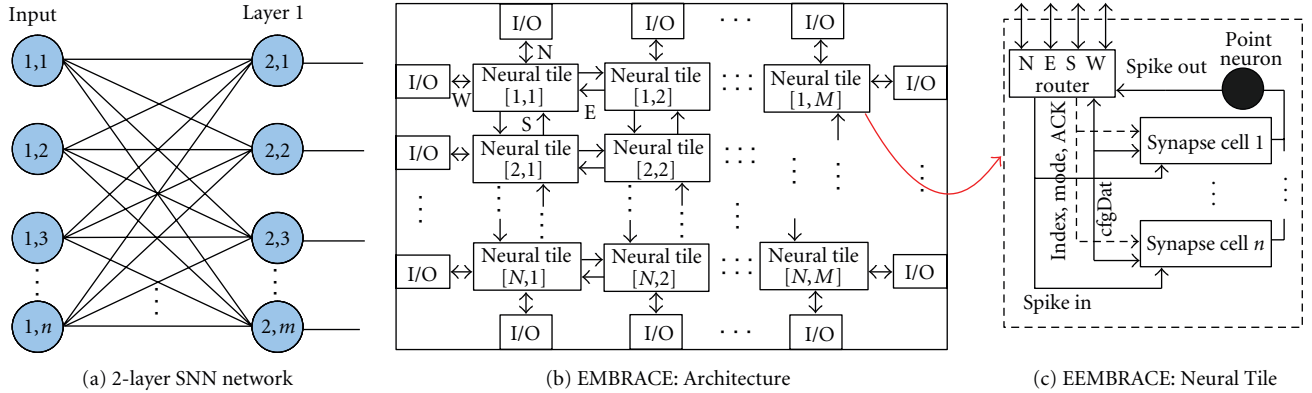 Input
Layer 1
1,1
2,1
1,2
2,2
1,3
2,3
1,n
2,m
(a) 2-layer SNN network
I/O
I/O
I/O
N
I/O
W
Neural tile
[1,1]
E
Neural tile
[1,2]
Neural tile
[1,M]
I/O
S
I/O
Neural tile
[2,1]
Neural tile
[2,2]
I/O
Neural tile
[N,1]
Neural tile
[N,2]
Neural tile
[N,M]
I/O
I/O
I/O
I/O
(b) EMBRACE: Architecture
N E S W
router
Spike out
Point
neuron
Index, mode, ACK
cfgDat
Synapse cell 1
Synapse cell n
Spike in
(c) EEMBRACE: Neural Tile